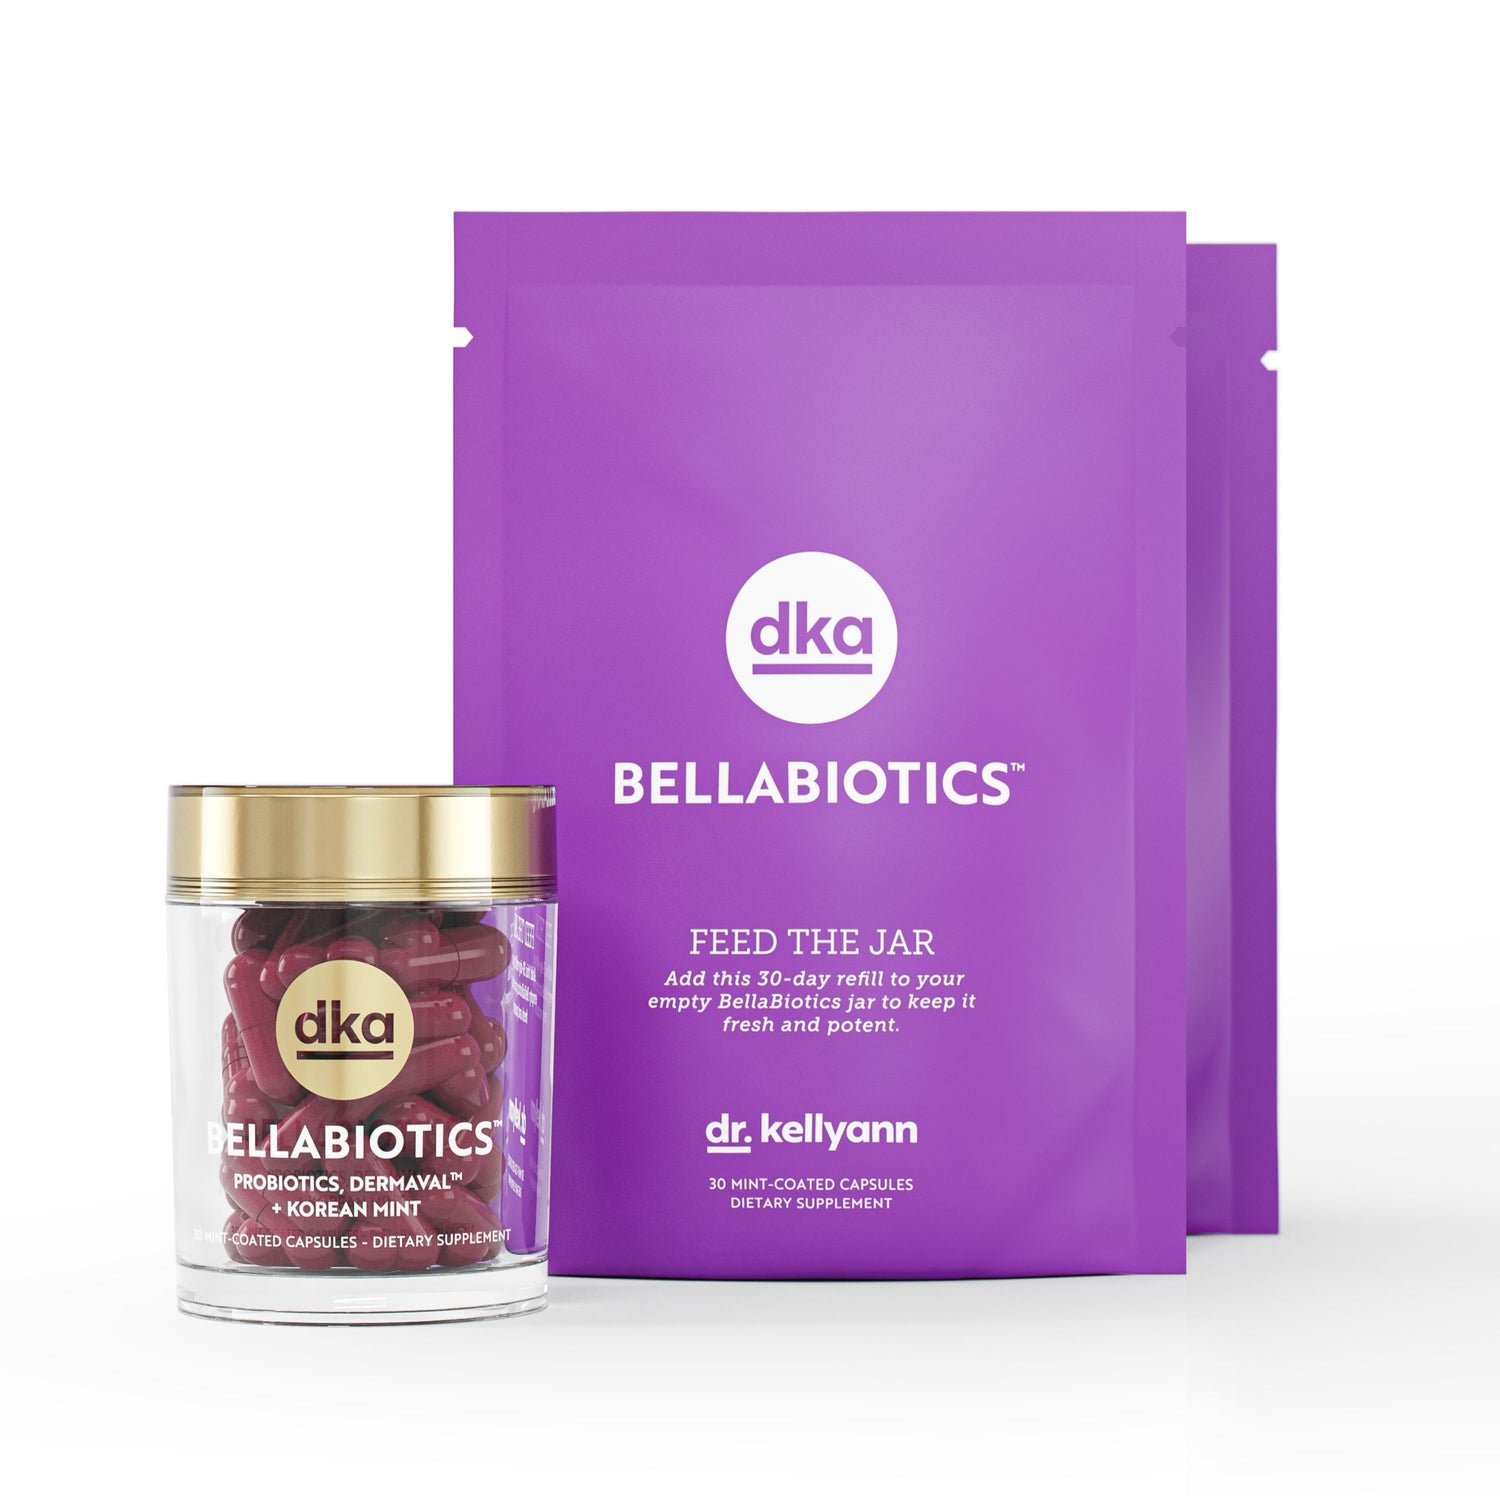 dka
BELLABIOTICS™
FEED THE JAR
Add this 30-day refill to your
empty BellaBiotics jar to keep it
fresh and potent.
dr. kellyann
30 MINT-COATED CAPSULES
DIETARY SUPPLEMENT
dka
BELLABIOTICS™
PROBIOTICS, DERMAVAL™
+ KOREAN MINT
30 MINT-COATED CAPSULES - DIETARY SUPPLEMENT